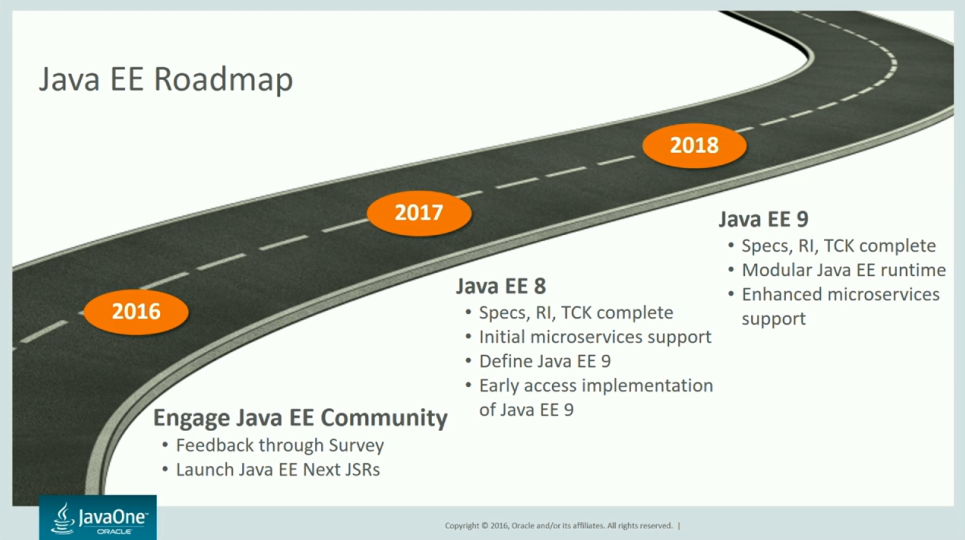 Java EE Roadmap
2018
2017
2016
Java EE 9
• Specs, RI, TCK complete
• Modular Java EE runtime
• Enhanced microservices
support
Java EE 8
• Specs, RI, TCK complete
• Initial microservices support
• Define Java EE 9
• Early access implementation
of Java EE 9
Engage Java EE Community
• Feedback through Survey
• Launch Java EE Next JSRs
JavaOne™
ORACLE
Copyright © 2016, Oracle and/or its affiliates. All rights reserved. |